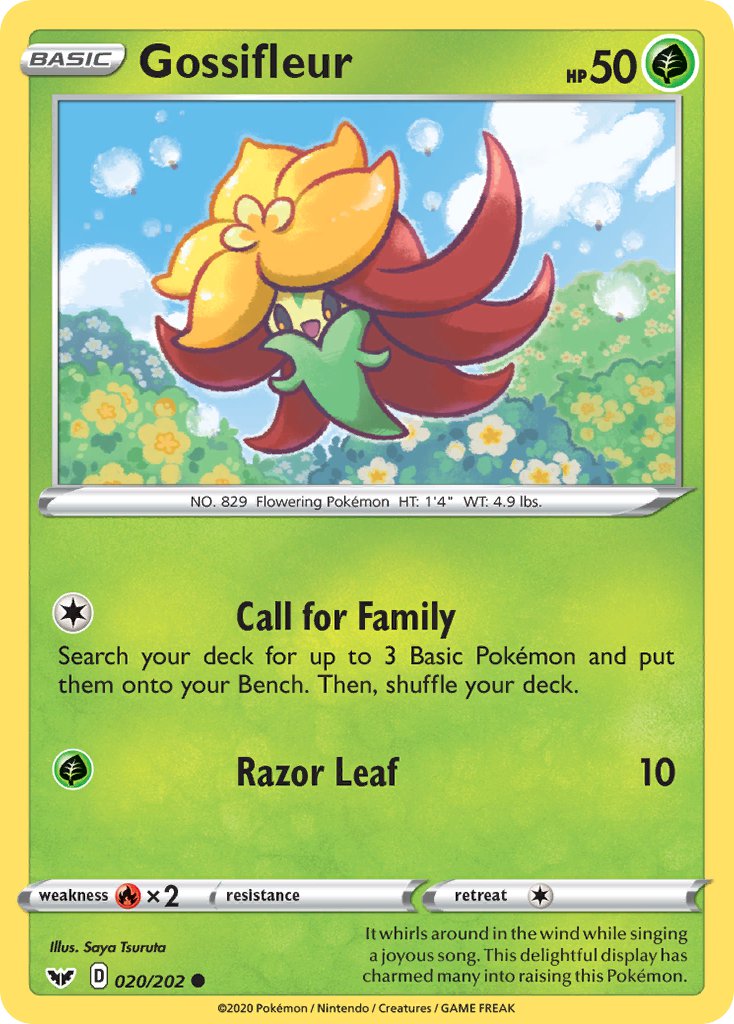 BASIC Gossifleur HP 50
NO. 829 Flowering Pokémon HT: 1'4" WT: 4.9 lbs.
Call for Family
Search your deck for up to 3 Basic Pokémon and put
them onto your Bench. Then, shuffle your deck.
Razor Leaf 10
weakness ×2 resistance retreat
Illus. Saya Tsuruta
It whirls around in the wind while singing
a joyous song. This delightful display has
charmed many into raising this Pokémon.
D 020/202
©2020 Pokémon / Nintendo / Creatures / GAME FREAK